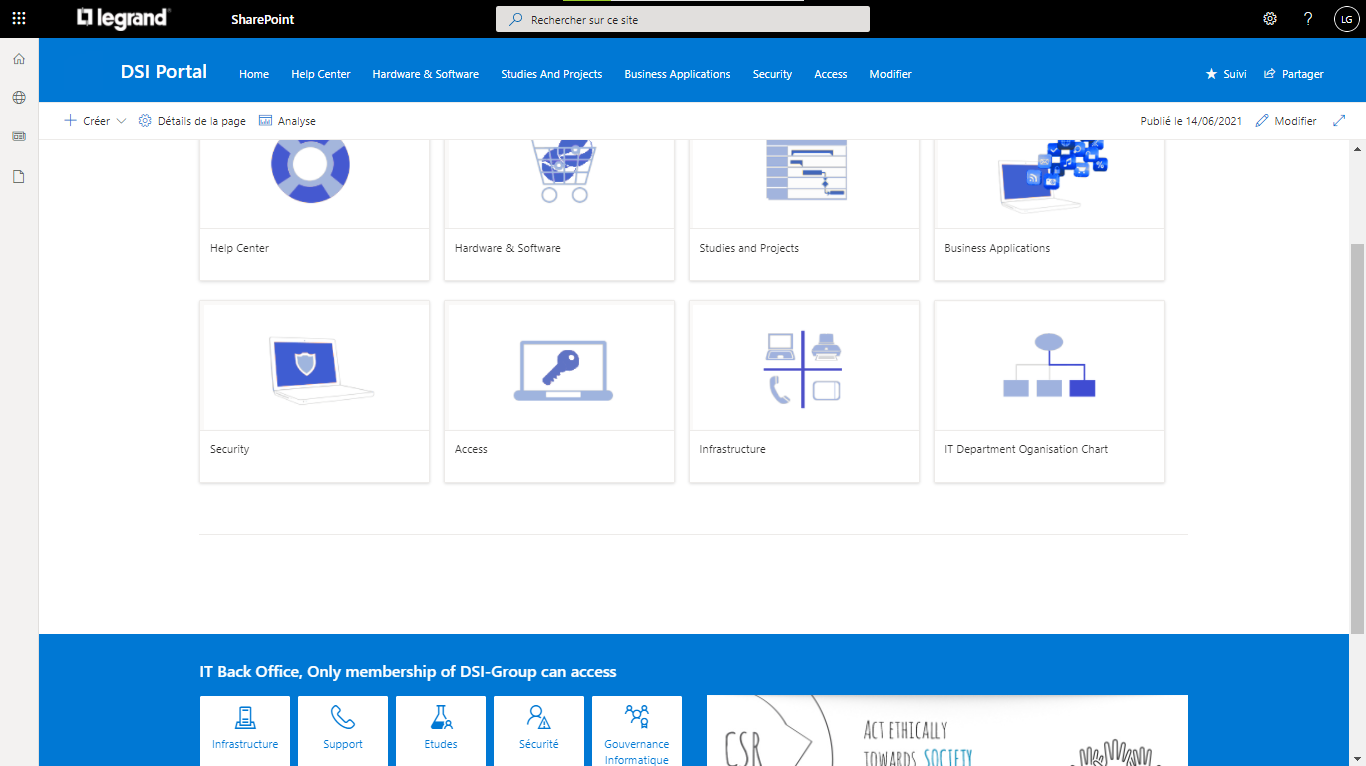 legrand
SharePoint
Rechercher sur ce site
?
LG
DSI Portal
Home
Help Center
Hardware & Software
Studies And Projects
Business Applications
Security
Access
Modifier
Suivi
Partager
Créer
Détails de la page
Analyse
Publié le 14/06/2021
Modifier
Help Center
Hardware & Software
Studies and Projects
Business Applications
Security
Access
Infrastructure
IT Department Oganisation Chart
IT Back Office, Only membership of DSI-Group can access
Infrastructure
Support
Etudes
Sécurité
Gouvernance
Informatique
CSR
ACT ETHICALLY
TOWARDS SOCIETY